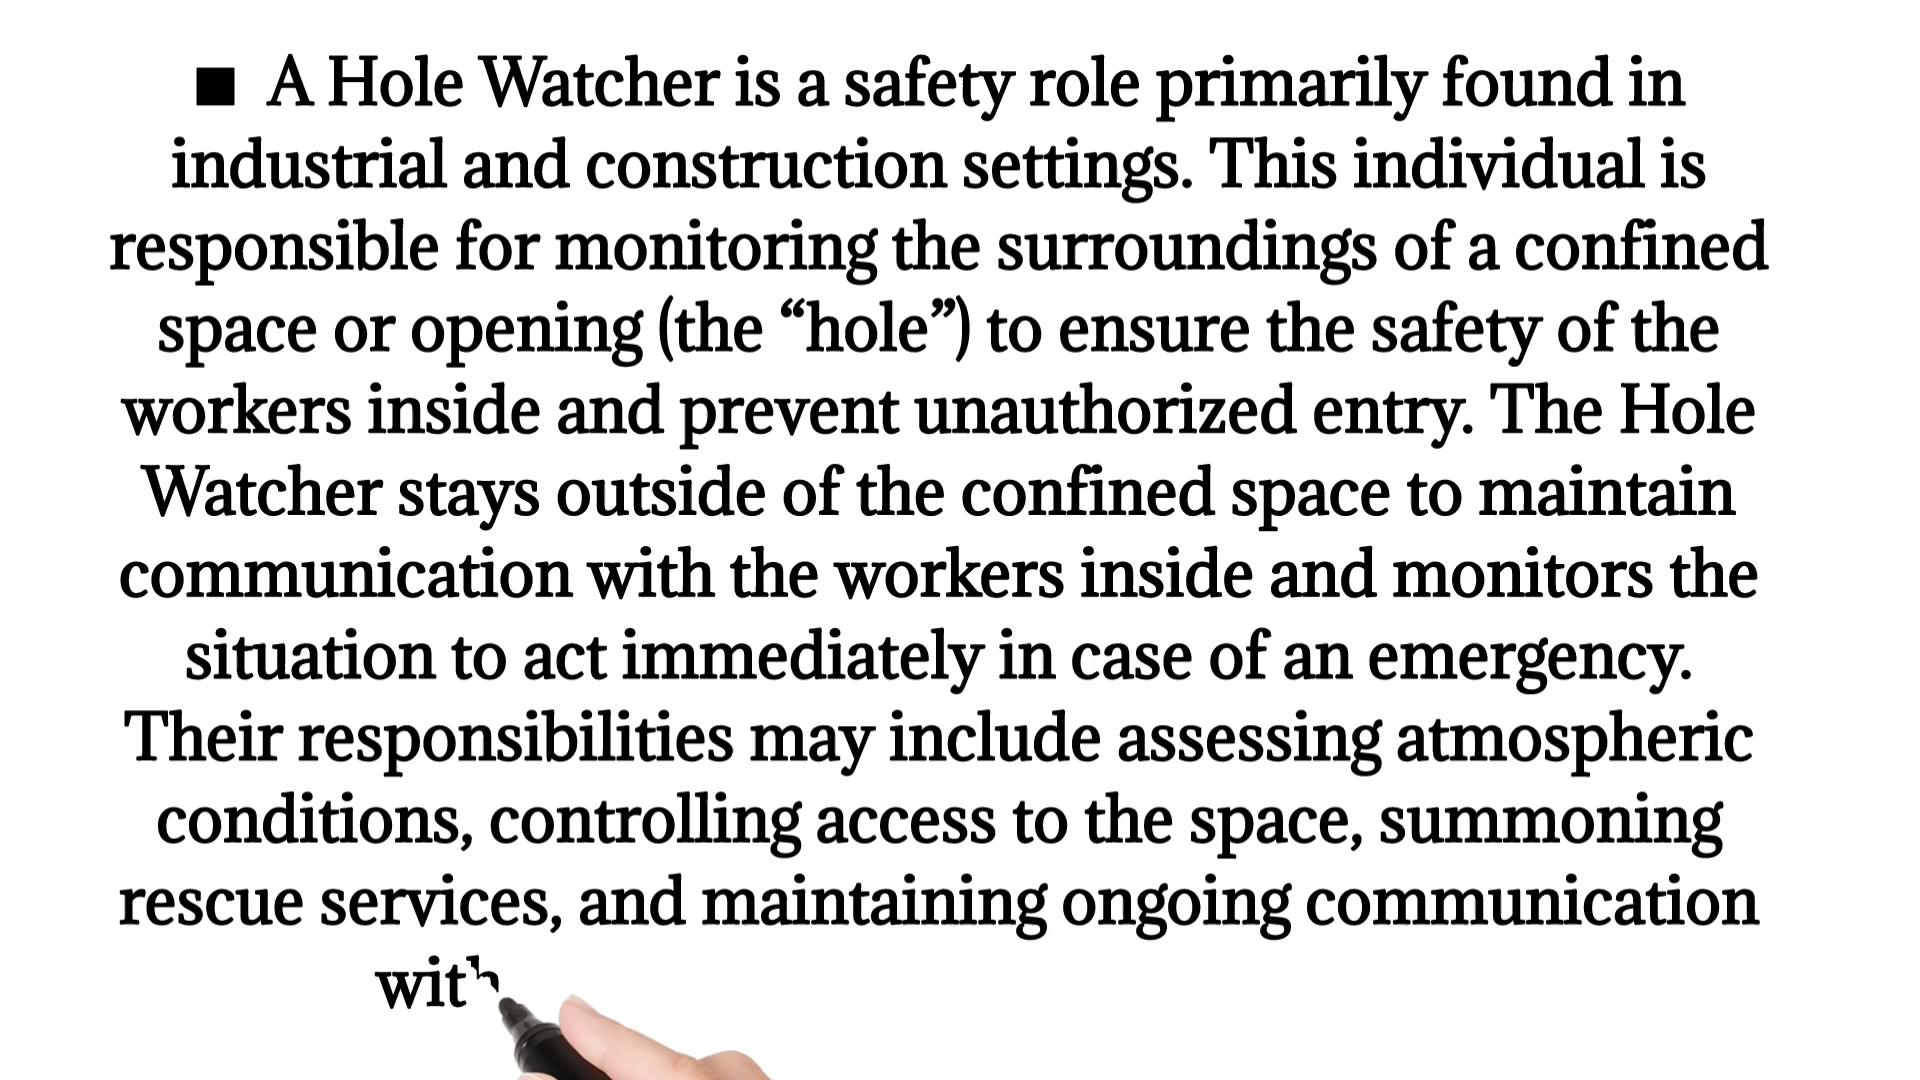 ■ A Hole Watcher is a safety role primarily found in
industrial and construction settings. This individual is
responsible for monitoring the surroundings of a confined
space or opening (the “hole”) to ensure the safety of the
workers inside and prevent unauthorized entry. The Hole
Watcher stays outside of the confined space to maintain
communication with the workers inside and monitors the
situation to act immediately in case of an emergency.
Their responsibilities may include assessing atmospheric
conditions, controlling access to the space, summoning
rescue services, and maintaining ongoing communication
with